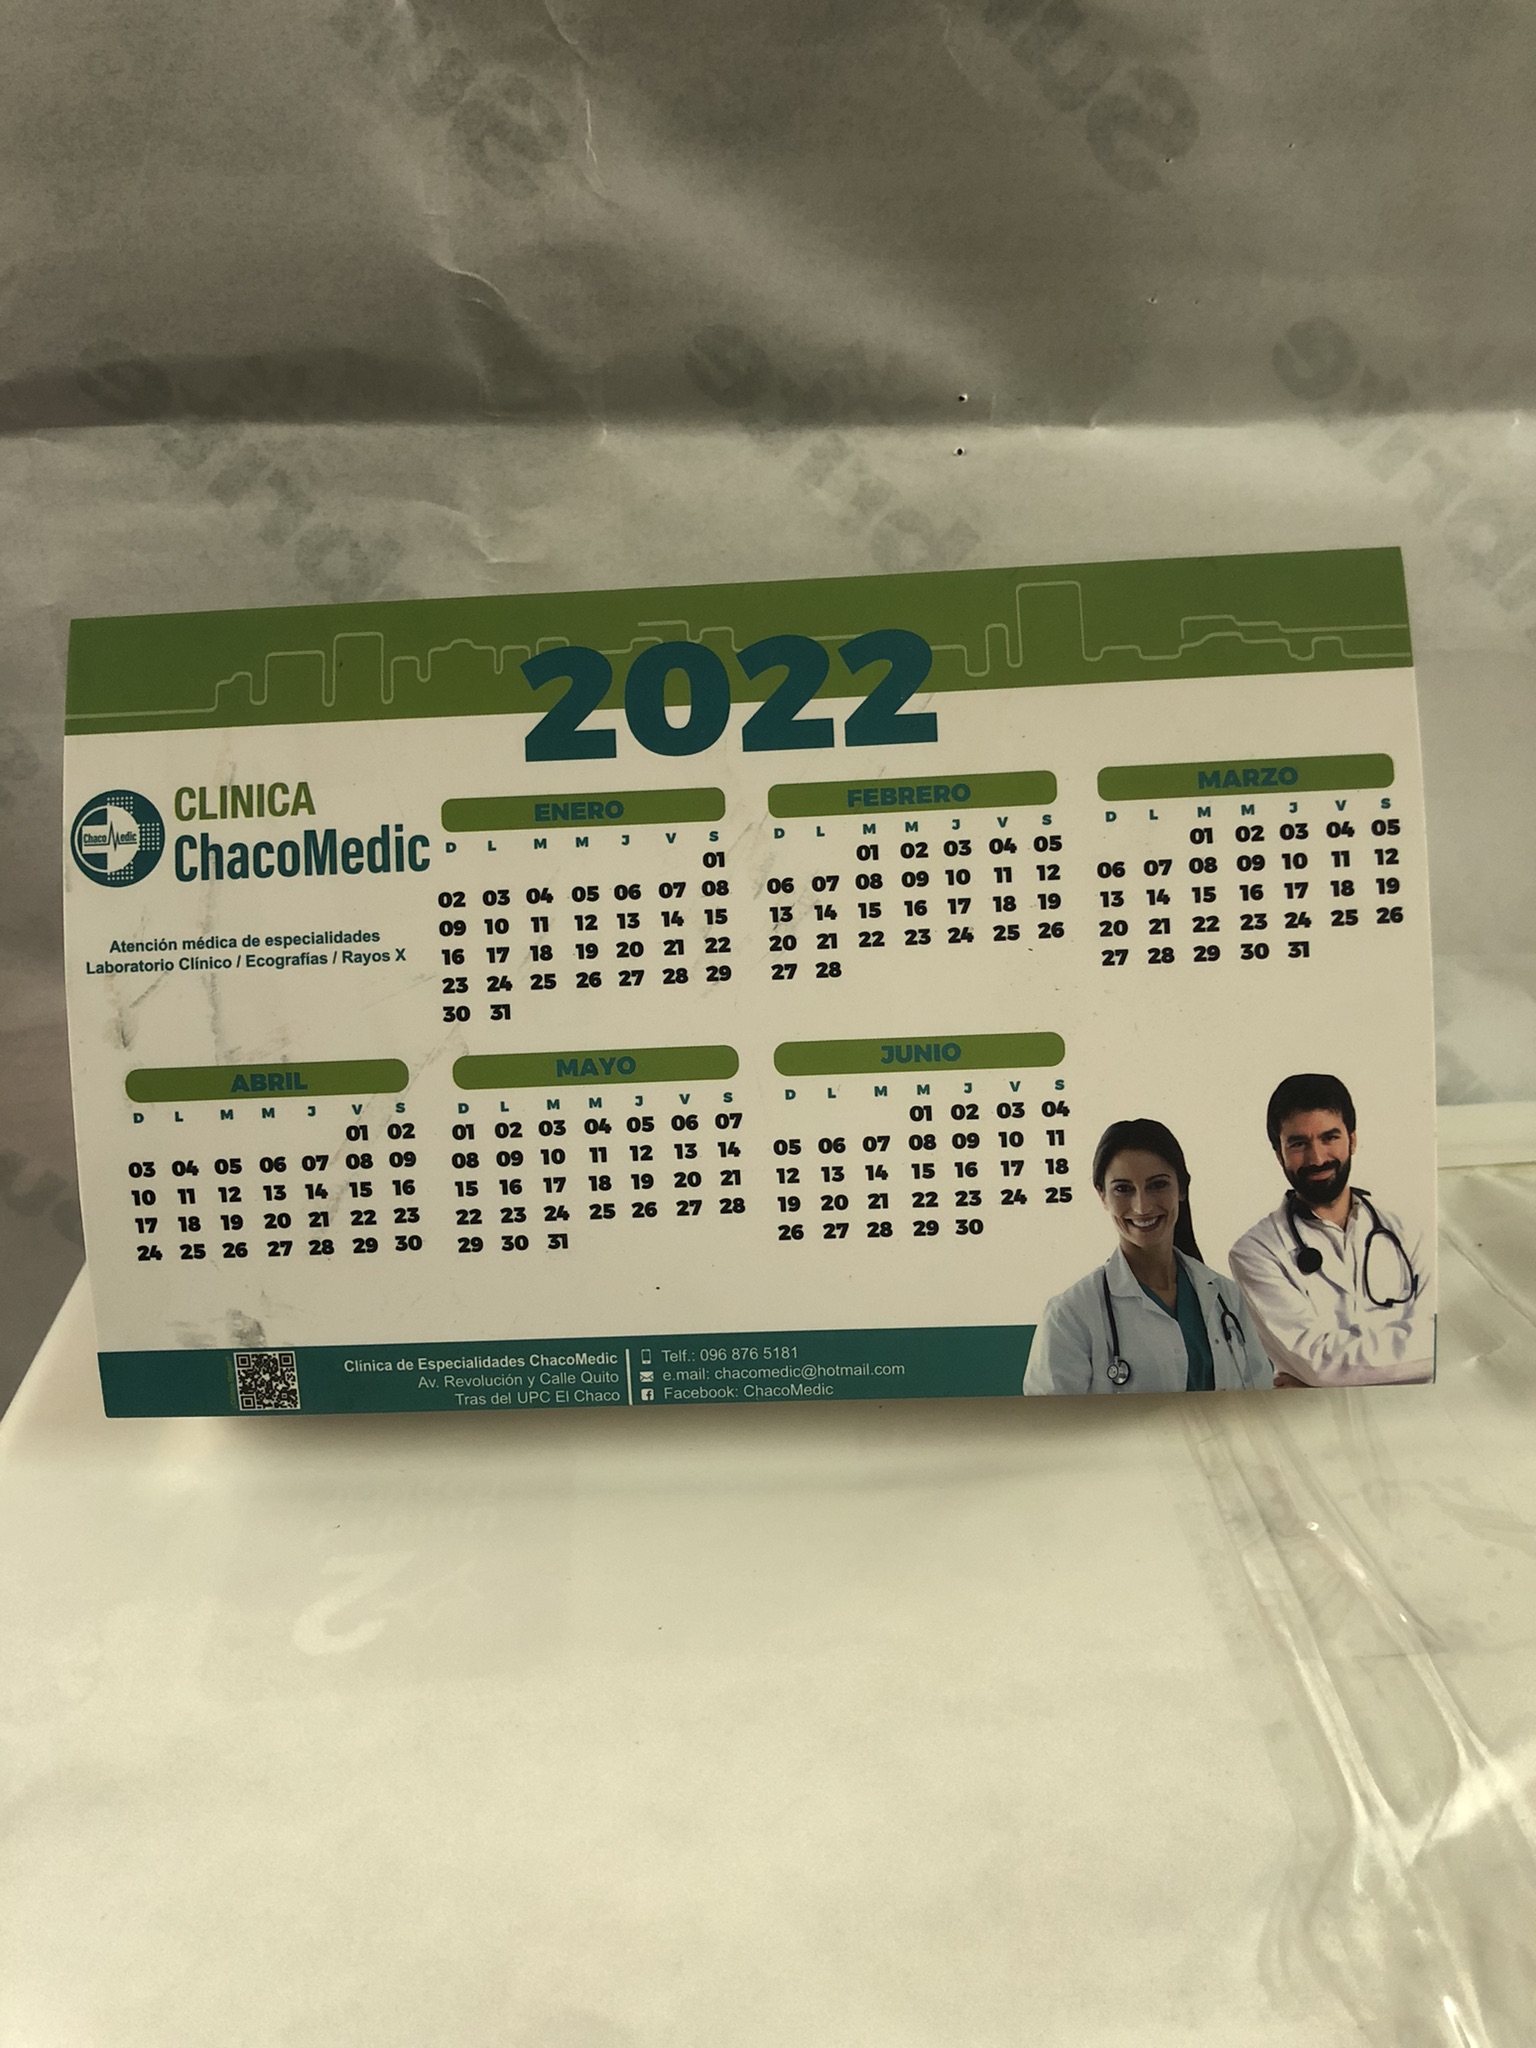 2022
Chaco Medic
CLINICA
ChacoMedic
Atención médica de especialidades
Laboratorio Clínico / Ecografías / Rayos X
ENERO
D L M M J V S
01
02 03 04 05 06 07 08
09 10 11 12 13 14 15
16 17 18 19 20 21 22
23 24 25 26 27 28 29
30 31
FEBRERO
D L M M J V S
01 02 03 04 05
06 07 08 09 10 11 12
13 14 15 16 17 18 19
20 21 22 23 24 25 26
27 28
MARZO
D L M M J V S
01 02 03 04 05
06 07 08 09 10 11 12
13 14 15 16 17 18 19
20 21 22 23 24 25 26
27 28 29 30 31
ABRIL
D L M M J V S
01 02
03 04 05 06 07 08 09
10 11 12 13 14 15 16
17 18 19 20 21 22 23
24 25 26 27 28 29 30
MAYO
D L M M J V S
01 02 03 04 05 06 07
08 09 10 11 12 13 14
15 16 17 18 19 20 21
22 23 24 25 26 27 28
29 30 31
JUNIO
D L M M J V S
01 02 03 04
05 06 07 08 09 10 11
12 13 14 15 16 17 18
19 20 21 22 23 24 25
26 27 28 29 30
Clínica de Especialidades ChacoMedic
Av. Revolución y Calle Quito
Tras del UPC El Chaco
Telf.: 096 876 5181
e.mail: chacomedic@hotmail.com
Facebook: ChacoMedic